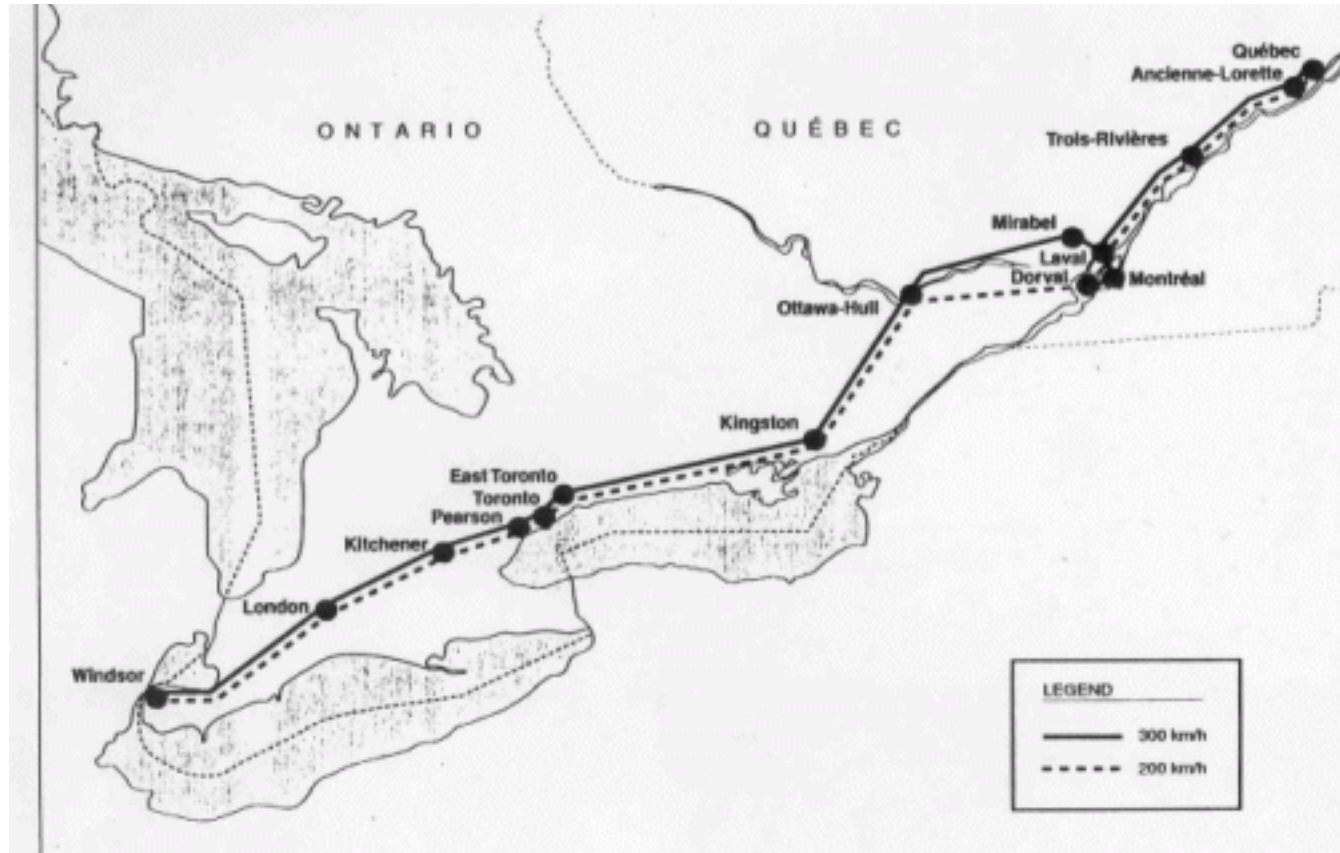 Québec
Ancienne-Lorette
ONTARIO
QUÉBEC
Trois-Rivières
Mirabel
Laval
Dorval
Montréal
Ottawa-Hull
Kingston
East Toronto
Toronto
Pearson
Kitchener
London
Windsor
LEGEND
300 km/h
200 km/h